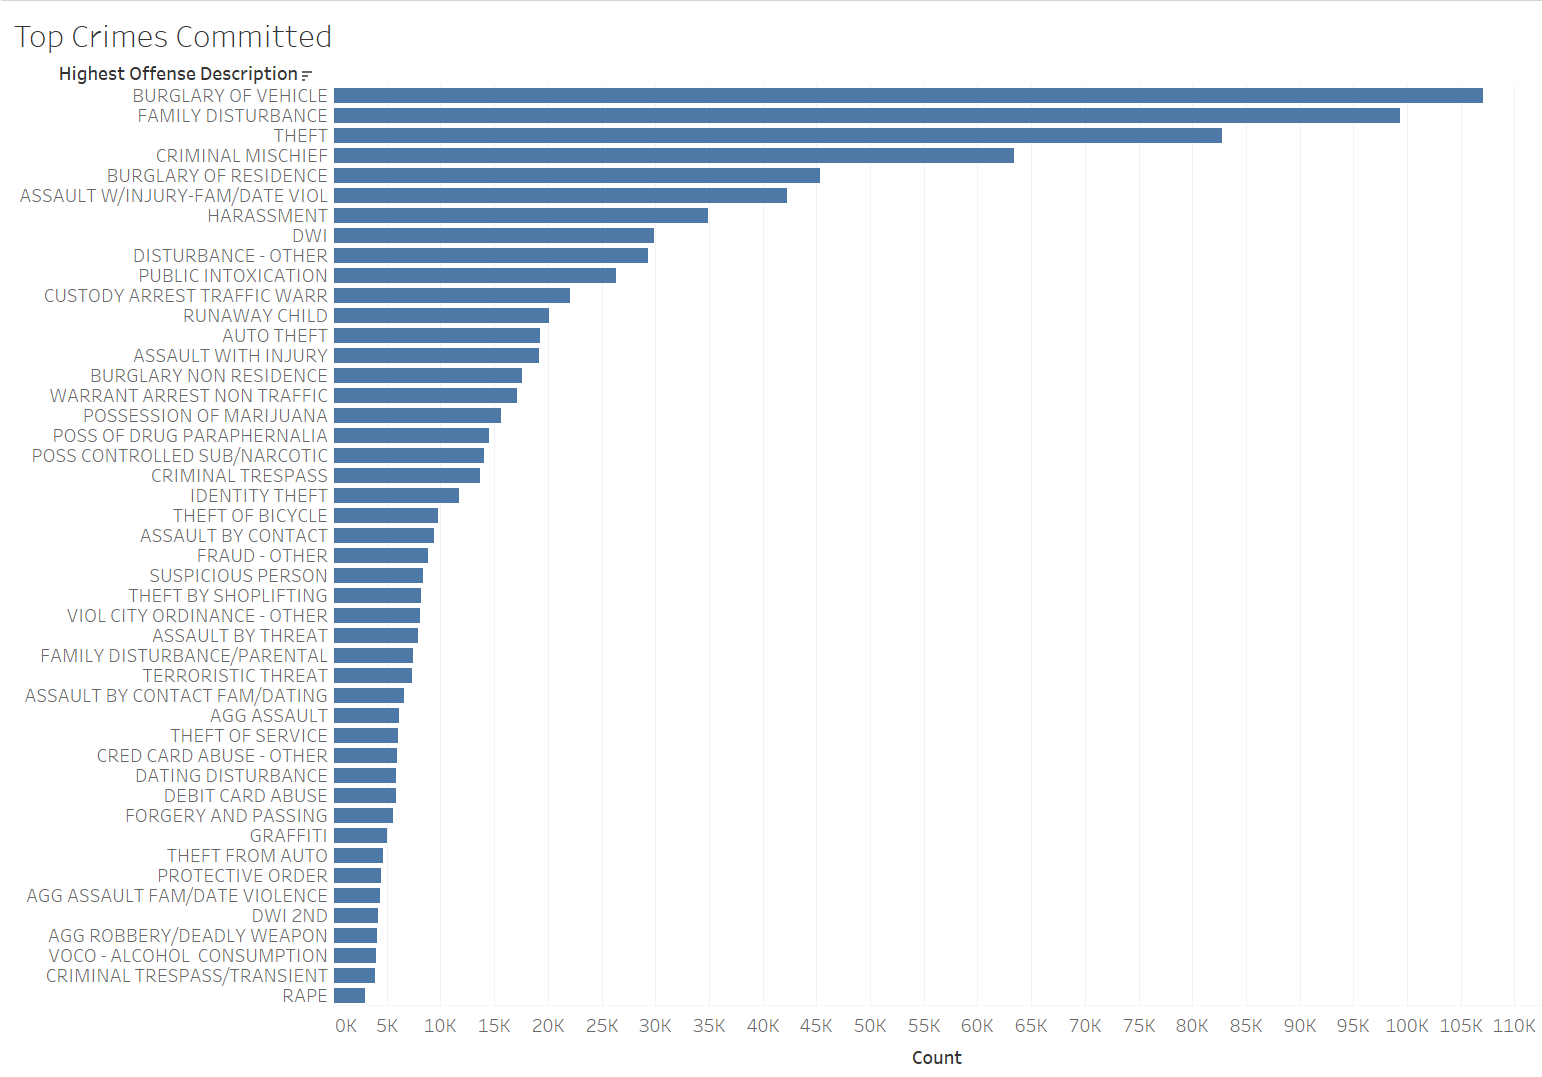 Top Crimes Committed
Highest Offense Description
BURGLARY OF VEHICLE
FAMILY DISTURBANCE
THEFT
CRIMINAL MISCHIEF
BURGLARY OF RESIDENCE
ASSAULT W/INJURY-FAM/DATE VIOL
HARASSMENT
DWI
DISTURBANCE - OTHER
PUBLIC INTOXICATION
CUSTODY ARREST TRAFFIC WARR
RUNAWAY CHILD
AUTO THEFT
ASSAULT WITH INJURY
BURGLARY NON RESIDENCE
WARRANT ARREST NON TRAFFIC
POSSESSION OF MARIJUANA
POSS OF DRUG PARAPHERNALIA
POSS CONTROLLED SUB/NARCOTIC
CRIMINAL TRESPASS
IDENTITY THEFT
THEFT OF BICYCLE
ASSAULT BY CONTACT
FRAUD - OTHER
SUSPICIOUS PERSON
THEFT BY SHOPLIFTING
VIOL CITY ORDINANCE - OTHER
ASSAULT BY THREAT
FAMILY DISTURBANCE/PARENTAL
TERRORISTIC THREAT
ASSAULT BY CONTACT FAM/DATING
AGG ASSAULT
THEFT OF SERVICE
CRED CARD ABUSE - OTHER
DATING DISTURBANCE
DEBIT CARD ABUSE
FORGERY AND PASSING
GRAFFITI
THEFT FROM AUTO
PROTECTIVE ORDER
AGG ASSAULT FAM/DATE VIOLENCE
DWI 2ND
AGG ROBBERY/DEADLY WEAPON
VOCO - ALCOHOL  CONSUMPTION
CRIMINAL TRESPASS/TRANSIENT
RAPE
0K 5K 10K 15K 20K 25K 30K 35K 40K 45K 50K 55K 60K 65K 70K 75K 80K 85K 90K 95K 100K 105K 110K
Count